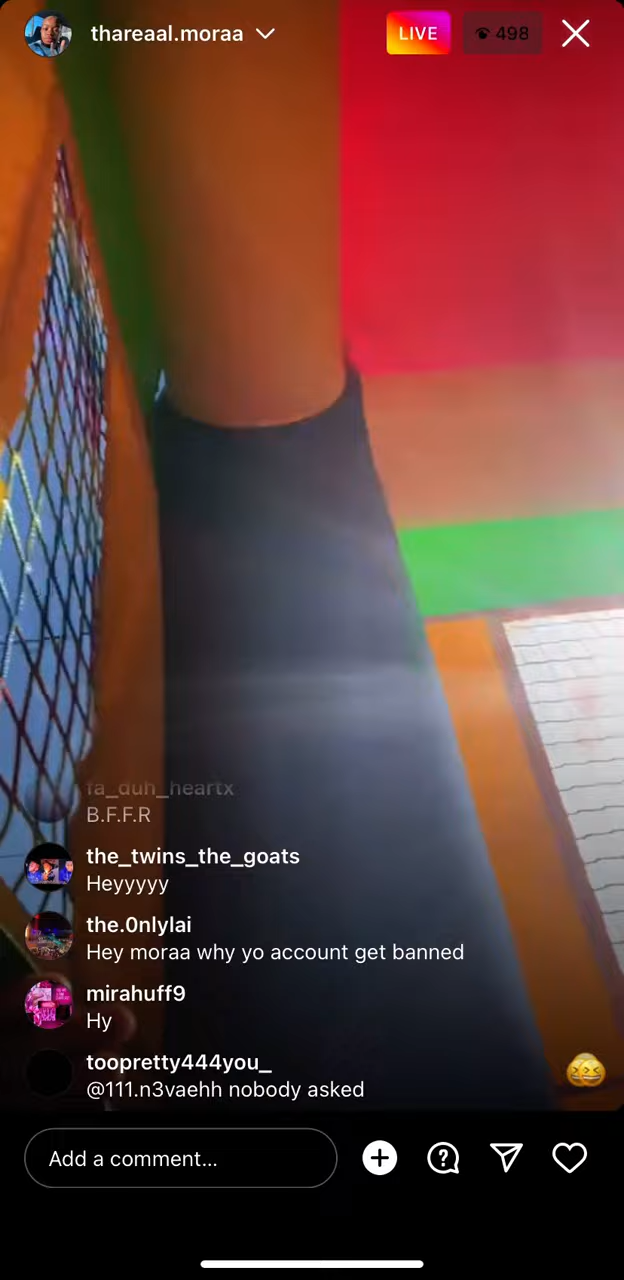 thareaal.moraa
LIVE
498
fa_duh_heartx
B.F.F.R
the_twins_the_goats
Heyyyyy
the.0nlylai
Hey moraa why yo account get banned
mirahuff9
Hy
toopretty444you_
@111.n3vaehh nobody asked
Add a comment...